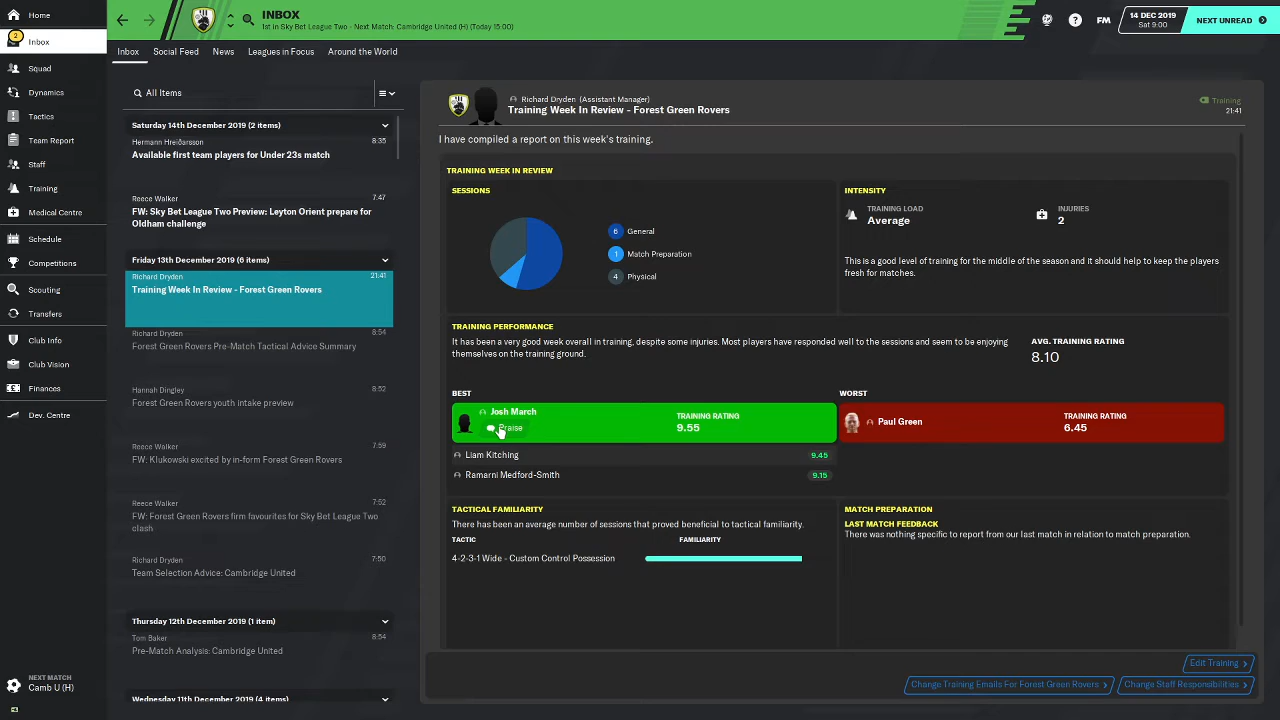 Home
INBOX
1st in Sky Bet League Two - Next Match: Cambridge United (H) (Today 15:00)
FM
14 DEC 2019
Sat 9:00
NEXT UNREAD
2
Inbox
Squad
Dynamics
Tactics
Team Report
Staff
Training
Medical Centre
Schedule
Competitions
Scouting
Transfers
Club Info
Club Vision
Finances
Dev. Centre
NEXT MATCH
Camb U (H)
Inbox Social Feed News Leagues in Focus Around the World
All Items
Saturday 14th December 2019 (2 items)
Hermann Hreiðarsson 8:35
Available first team players for Under 23s match
Reece Walker 7:47
FW: Sky Bet League Two Preview: Leyton Orient prepare for
Oldham challenge
Friday 13th December 2019 (6 items)
Richard Dryden 21:41
Training Week In Review - Forest Green Rovers
Richard Dryden 8:54
Forest Green Rovers Pre-Match Tactical Advice Summary
Hannah Dingley 8:52
Forest Green Rovers youth intake preview
Reece Walker 7:59
FW: Klukowski excited by in-form Forest Green Rovers
Reece Walker 7:52
FW: Forest Green Rovers firm favourites for Sky Bet League Two
clash
Richard Dryden 7:50
Team Selection Advice: Cambridge United
Thursday 12th December 2019 (1 item)
Tom Baker 8:54
Pre-Match Analysis: Cambridge United
Wednesday 11th December 2019 (4 items)
Richard Dryden (Assistant Manager)
Training Week In Review - Forest Green Rovers
Training
21:41
I have compiled a report on this week's training.
TRAINING WEEK IN REVIEW
SESSIONS
6 General
1 Match Preparation
4 Physical
INTENSITY
TRAINING LOAD
Average
INJURIES
2
This is a good level of training for the middle of the season and it should help to keep the players
fresh for matches.
TRAINING PERFORMANCE
It has been a very good week overall in training, despite some injuries. Most players have responded well to the sessions and seem to be enjoying
themselves on the training ground.
AVG. TRAINING RATING
8.10
BEST
Josh March
Praise
TRAINING RATING
9.55
Liam Kitching 9.45
Ramarni Medford-Smith 9.15
WORST
Paul Green
TRAINING RATING
6.45
TACTICAL FAMILIARITY
There has been an average number of sessions that proved beneficial to tactical familiarity.
TACTIC FAMILIARITY
4-2-3-1 Wide - Custom Control Possession
MATCH PREPARATION
LAST MATCH FEEDBACK
There was nothing specific to report from our last match in relation to match preparation.
Edit Training
Change Training Emails For Forest Green Rovers
Change Staff Responsibilities